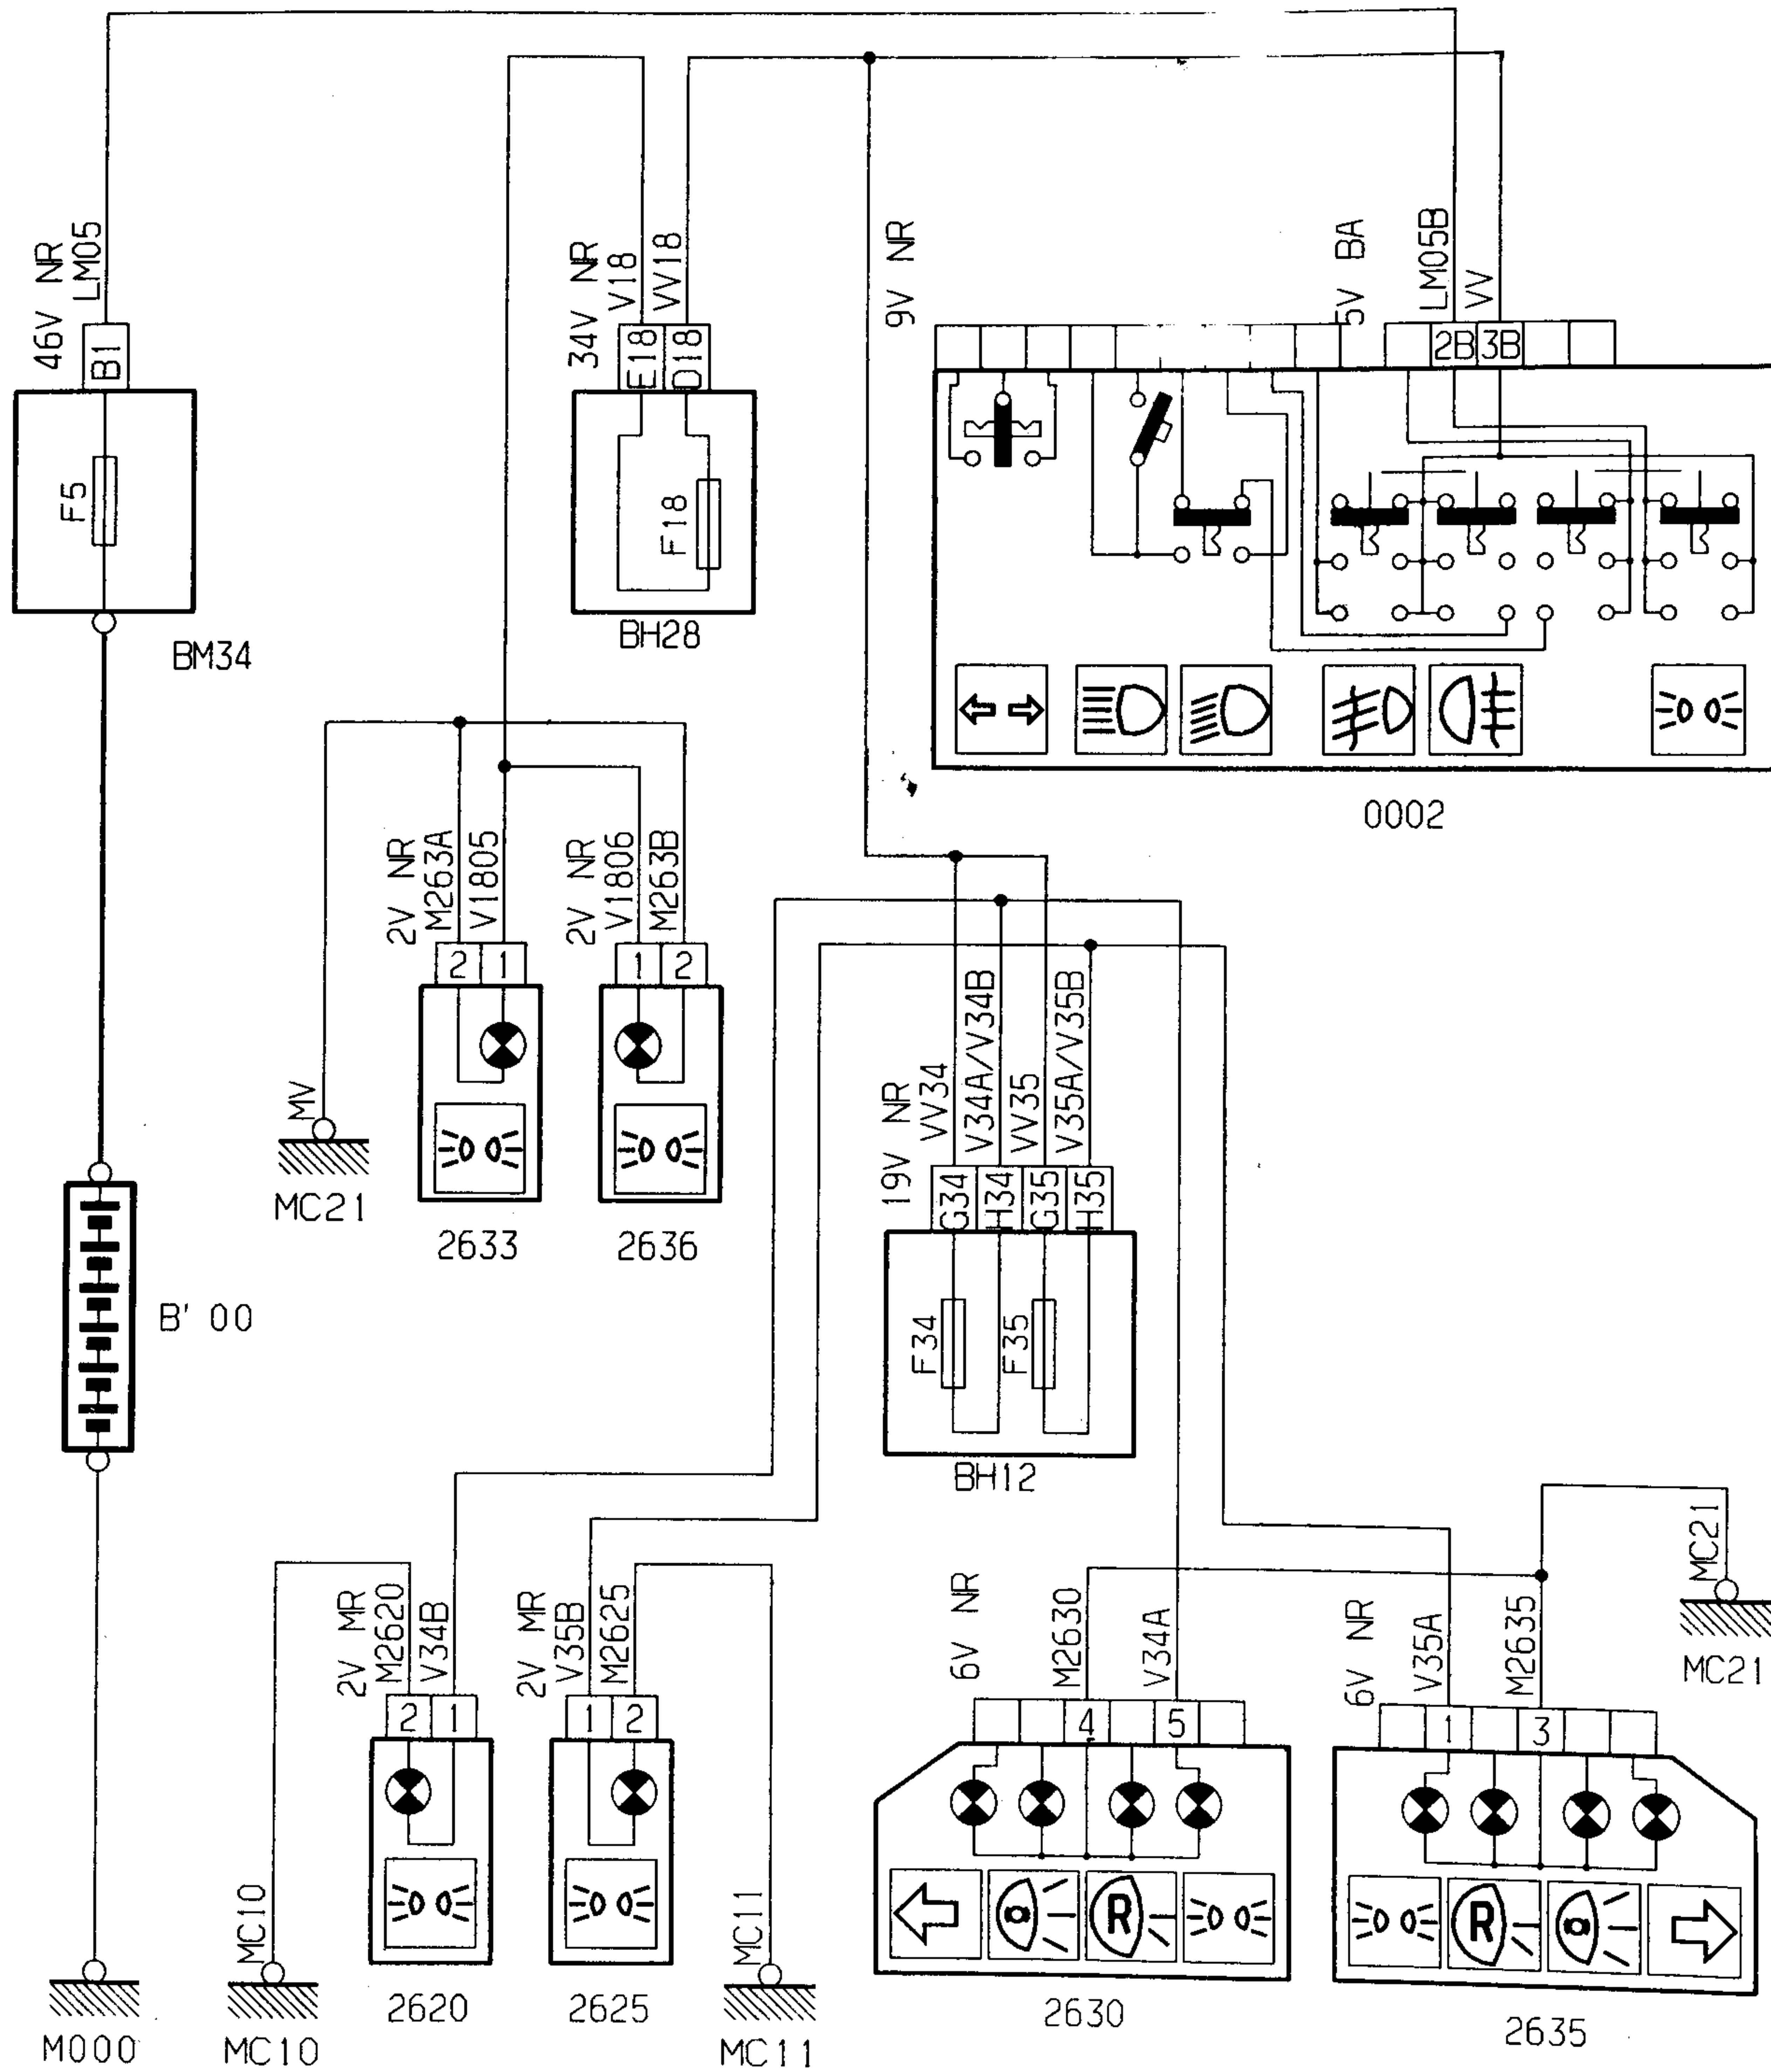 46V NR
LM05
B1
F5
BM34
34V NR
V18
VV18
E18
D18
F18
BH28
9V NR
5V BA
LM05B
VV
2B
3B
0002
2V NR
M263A
V1805
2
1
2633
2V NR
V1806
M263B
1
2
2636
MV
MC21
B' 00
19V NR
VV34
V34A/V34B
VV35
V35A/V35B
G34
H34
G35
H35
F34
F35
BH12
2V MR
M2620
V34B
2
1
MC10
MC10
2620
2V MR
V35B
M2625
1
2
MC11
MC11
2625
6V NR
M2630
V34A
4
5
R
2630
6V NR
V35A
M2635
1
3
R
2635
MC21
MC21
M000